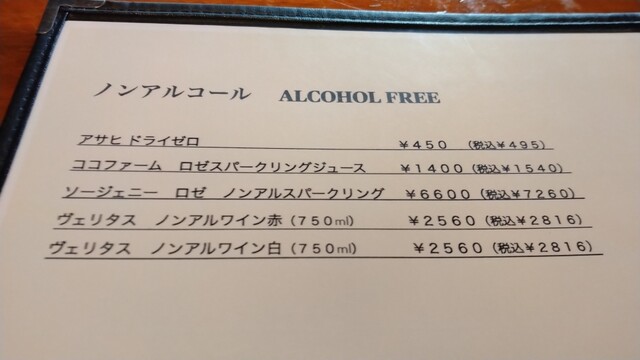 ノンアルコール ALCOHOL FREE
アサヒ ドライゼロ ￥４５０ （税込￥４９５）
ココファーム ロゼスパークリングジュース ￥１４００（税込￥１５４０）
ソージェニー ロゼ ノンアルスパークリング ￥６６００（税込￥７２６０）
ヴェリタス ノンアルワイン赤（７５０ml） ￥２５６０（税込￥２８１６）
ヴェリタス ノンアルワイン白（７５０ml） ￥２５６０（税込￥２８１６）